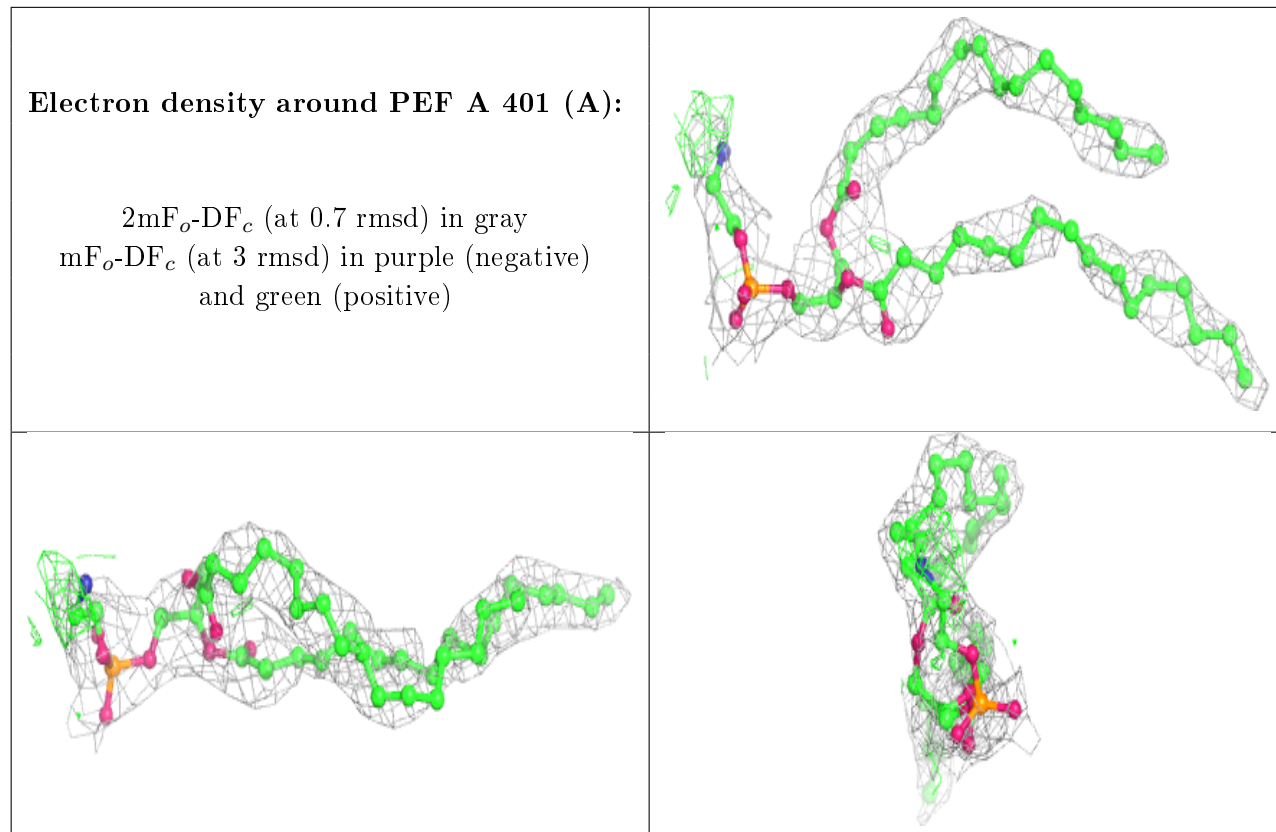 Electron density around PEF A 401 (A):
2mFo-DFc (at 0.7 rmsd) in gray
mFo-DFc (at 3 rmsd) in purple (negative)
and green (positive)